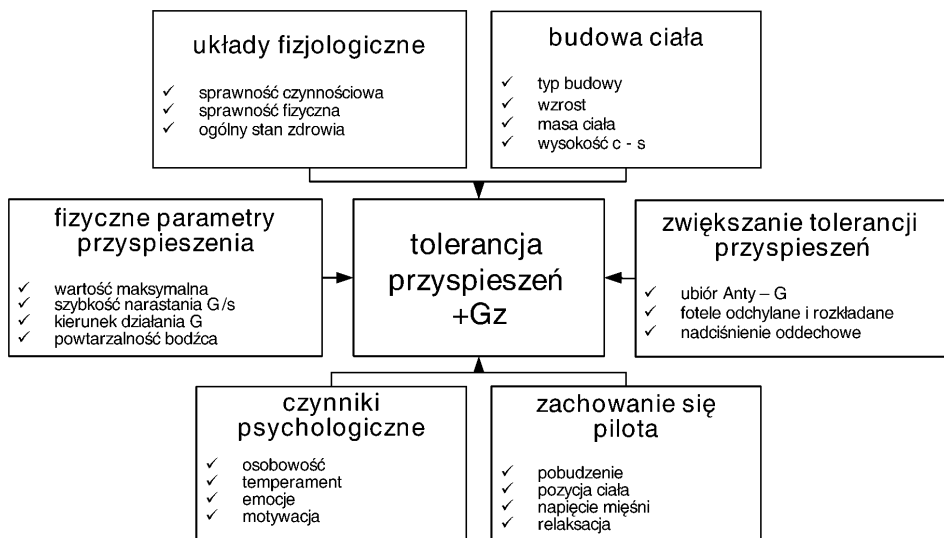 układy fizjologiczne
✓ sprawność czynnościowa
✓ sprawność fizyczna
✓ ogólny stan zdrowia
budowa ciała
✓ typ budowy
✓ wzrost
✓ masa ciała
✓ wysokość c - s
fizyczne parametry
przyspieszenia
✓ wartość maksymalna
✓ szybkość narastania G/s
✓ kierunek działania G
✓ powtarzalność bodźca
tolerancja
przyspieszeń
+Gz
zwiększanie tolerancji
przyspieszeń
✓ ubiór Anty – G
✓ fotele odchylane i rozkładane
✓ nadciśnienie oddechowe
czynniki
psychologiczne
✓ osobowość
✓ temperament
✓ emocje
✓ motywacja
zachowanie się
pilota
✓ pobudzenie
✓ pozycja ciała
✓ napięcie mięśni
✓ relaksacja